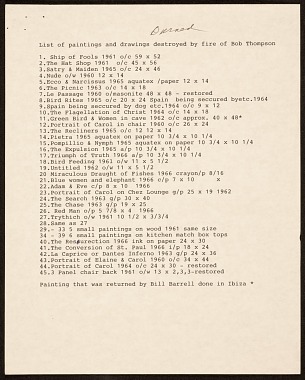 Burned
List of paintings and drawings destroyed by fire of Bob Thompson
1. Ship of Fools 1961 o/c 59 x 52
2.The Hat Shop 1961 o/c 45 x 56
3.Satry & Maiden 1965 o/c 24 x 46
4.Nude o/w 1960 12 x 14
5.Ecco & Narcissus 1965 aquatex /paper 12 x 14
6.The Picnic 1963 o/c 14 x 18
7.Le Passage 1960 o/masonite 48 x 48 - restored
8.Bird Rites 1965 o/c 20 x 24 Spain being seccured byetc.1964
9.Spain being seccured by dog etc.1964 o/c 9 x 12
10.The Flagellation of Christ 1964 o/c 14 x 18
11.Green Bird & Women in cave 1962 o/c approx. 40 x 48*
12.Portrait of Carol in chair 1960 o/c 26 x 24
13.The Recliners 1965 o/c 12 12 x 14
14.Pietra 1965 aquatex on paper 10 3/4 x 10 1/4
15.Pompillio & Nymph 1965 aquatex on paper 10 3/4 x 10 1/4
16.The Expulsion 1965 a/p 10 3/4 x 10 1/4
17.Triumph of Truth 1966 a/p 10 3/4 x 10 1/4
18.Bird Feeding 1961 o/w 11 x 5 1/2
19.Untitled 1962 o/w 11 x 5 1/2
20 Miraculous Draught of Fishes 1966 crayon/p 8/16
21.Blue women and elephant 1966 c/p 7 x 10
22.Adam & Eve c/p 8 x 10 1966
23.Portrait of Carol on Chez Lounge g/p 25 x 19 1962
24.The Search 1963 g/p 30 x 40
25.The Chase 1963 g/p 19 x 25
26. Red Man o/p 5 7/8 x 4 1966
27.Trythich o/w 1961 10 1/2 x 3/3/4
28.Same as 27
29.- 33 5 small paintings on wood 1961 same size
34 - 39 6 small paintings on kitchen match box tops
40.The Ressurection 1966 ink on paper 24 x 30
41.The Conversion of St. Paul 1966 i/p 18 x 24
42.La Caprice or Dantes Inferno 1963 g/p 24 x 36
43.Portrait of Elaine & Carol 1960 o/c 34 x 44
44.Portrait of Carol 1964 o/c 24 x 30 - restored
45.3 Panel chair back 1961 o/w 13 x 2,3,3-restored
Painting that was returned by Bill Barrell done in Ibiza *